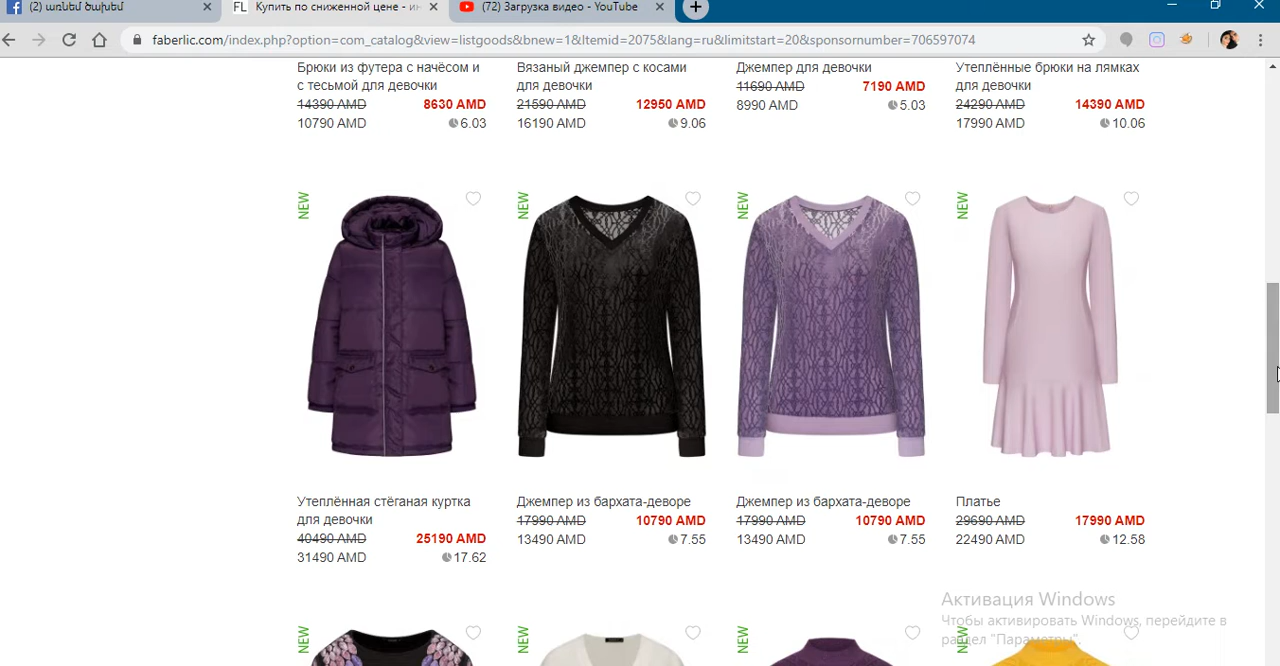 (2) առնեմ ծախեմ
FL Купить по сниженной цене - ин
(72) Загрузка видео - YouTube
faberlic.com/index.php?option=com_catalog&view=listgoods&bnew=1&Itemid=2075&lang=ru&limitstart=20&sponsornumber=706597074
Брюки из футера с начёсом и
с тесьмой для девочки
14390 AMD 8630 AMD
10790 AMD 6.03
Вязаный джемпер с косами
для девочки
21590 AMD 12950 AMD
16190 AMD 9.06
Джемпер для девочки
11690 AMD 7190 AMD
8990 AMD 5.03
Утеплённые брюки на лямках
для девочки
24290 AMD 14390 AMD
17990 AMD 10.06
NEW
NEW
NEW
NEW
Утеплённая стёганая куртка
для девочки
40490 AMD 25190 AMD
31490 AMD 17.62
Джемпер из бархата-деворе
17990 AMD 10790 AMD
13490 AMD 7.55
Джемпер из бархата-деворе
17990 AMD 10790 AMD
13490 AMD 7.55
Платье
29690 AMD 17990 AMD
22490 AMD 12.58
Активация Windows
Чтобы активировать Windows, перейдите в
раздел "Параметры".
NEW
NEW
NEW
NEW